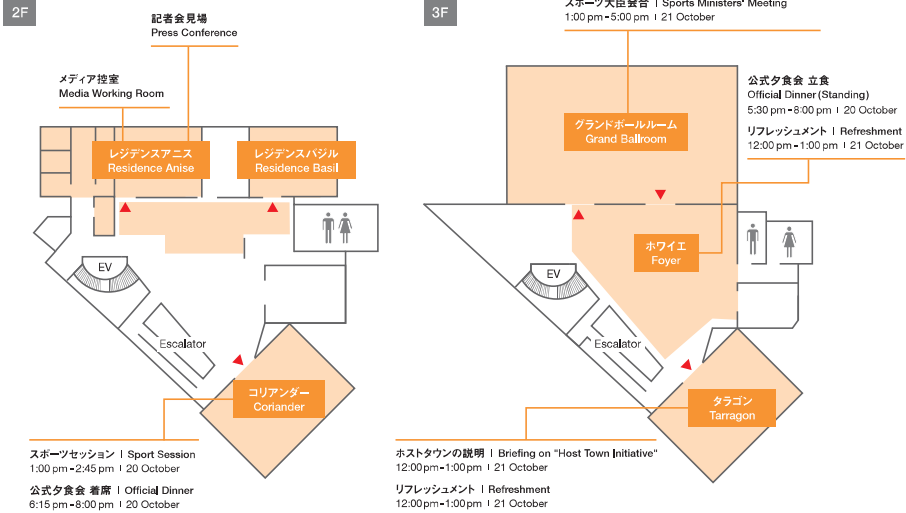 2F
記者会見場
Press Conference
メディア控室
Media Working Room
レジデンスアニス
Residence Anise
レジデンスバジル
Residence Basil
EV
Escalator
コリアンダー
Coriander
スポーツセッション | Sport Session
1:00 pm-2:45 pm | 20 October
公式夕食会 着席 | Official Dinner
6:15 pm-8:00 pm | 20 October
3F
スポーツ大臣会合 | Sports Ministers' Meeting
1:00 pm-5:00 pm | 21 October
公式夕食会 立食
Official Dinner (Standing)
5:30 pm-8:00 pm | 20 October
リフレッシュメント | Refreshment
12:00 pm-1:00 pm | 21 October
グランドボールルーム
Grand Ballroom
ホワイエ
Foyer
EV
Escalator
タラゴン
Tarragon
ホストタウンの説明 | Briefing on "Host Town Initiative"
12:00 pm-1:00 pm | 21 October
リフレッシュメント | Refreshment
12:00 pm-1:00 pm | 21 October